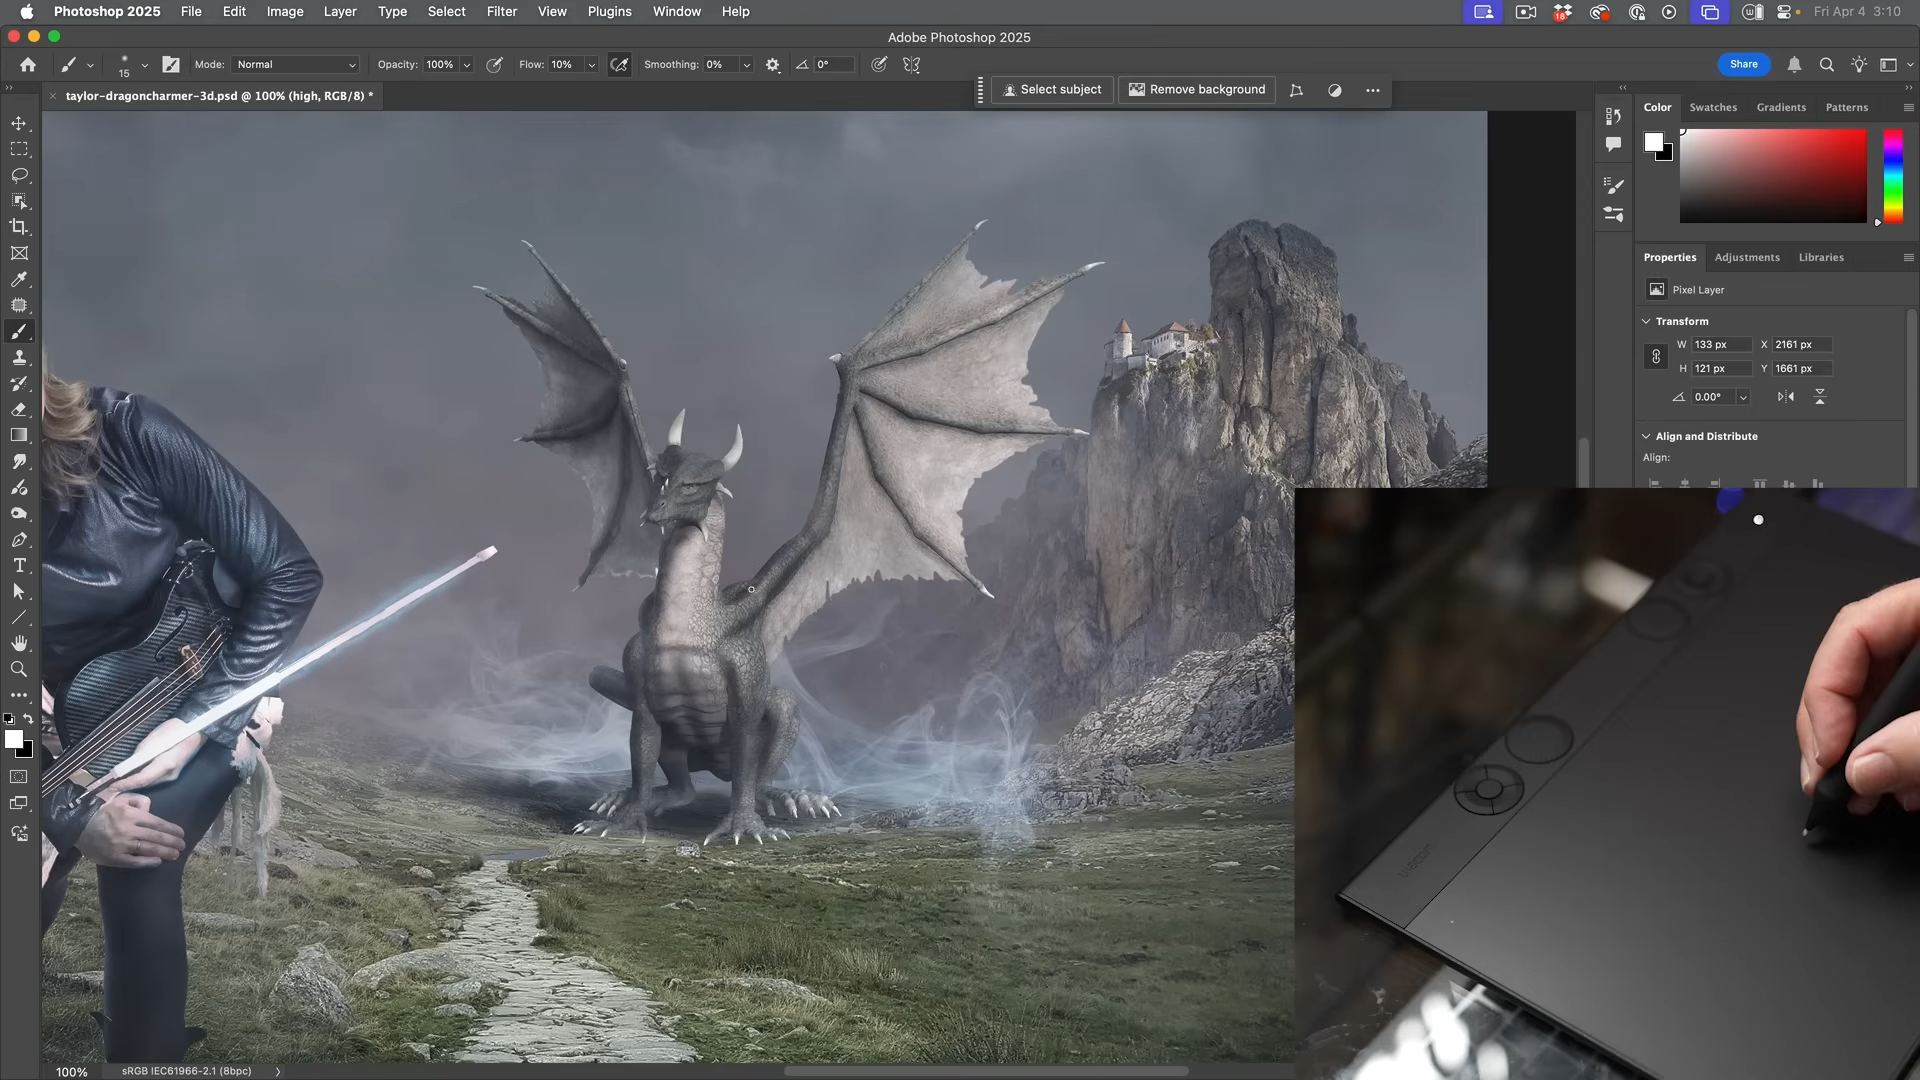 Photoshop 2025 File Edit Image Layer Type Select Filter View Plugins Window Help 18 Fri Apr 4 3:10
Adobe Photoshop 2025
15 Mode: Normal Opacity: 100% Flow: 10% Smoothing: 0% 0° Share
taylor-dragoncharmer-3d.psd @ 100% (high, RGB/8) *
Select subject Remove background
Color Swatches Gradients Patterns
Properties Adjustments Libraries
Pixel Layer
Transform
W 133 px X 2161 px
H 121 px Y 1661 px
0.00°
Align and Distribute
Align:
wacom
100% sRGB IEC61966-2.1 (8bpc)